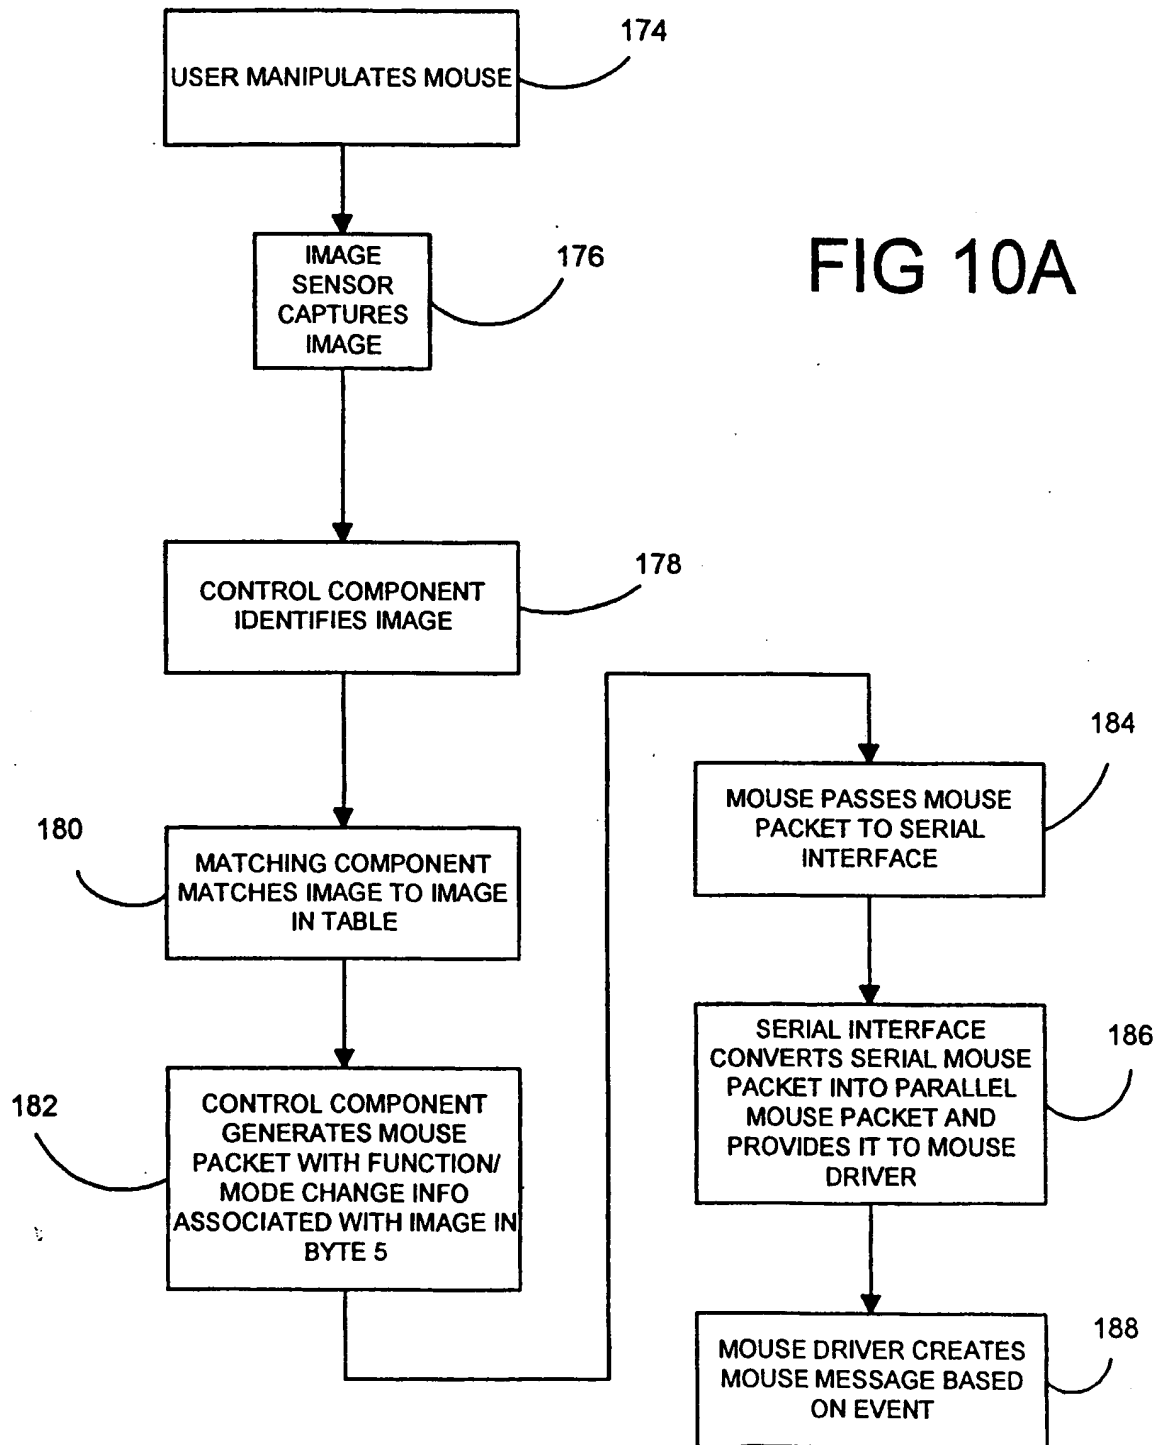 174
USER MANIPULATES MOUSE
FIG 10A
176
IMAGE
SENSOR
CAPTURES
IMAGE
178
CONTROL COMPONENT
IDENTIFIES IMAGE
180
MATCHING COMPONENT
MATCHES IMAGE TO IMAGE
IN TABLE
182
CONTROL COMPONENT
GENERATES MOUSE
PACKET WITH FUNCTION/
MODE CHANGE INFO
ASSOCIATED WITH IMAGE IN
BYTE 5
184
MOUSE PASSES MOUSE
PACKET TO SERIAL
INTERFACE
186
SERIAL INTERFACE
CONVERTS SERIAL MOUSE
PACKET INTO PARALLEL
MOUSE PACKET AND
PROVIDES IT TO MOUSE
DRIVER
188
MOUSE DRIVER CREATES
MOUSE MESSAGE BASED
ON EVENT